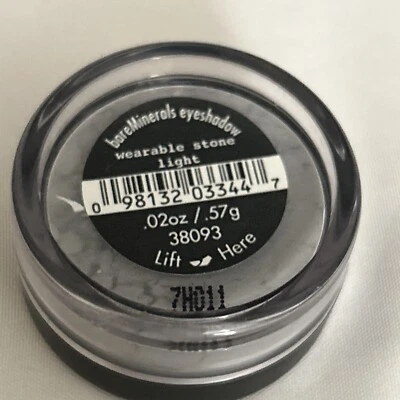 bareMinerals eyeshadow
wearable stone
light
0 98132 03344 7
.02oz / .57g
38093
Lift Here
7H011